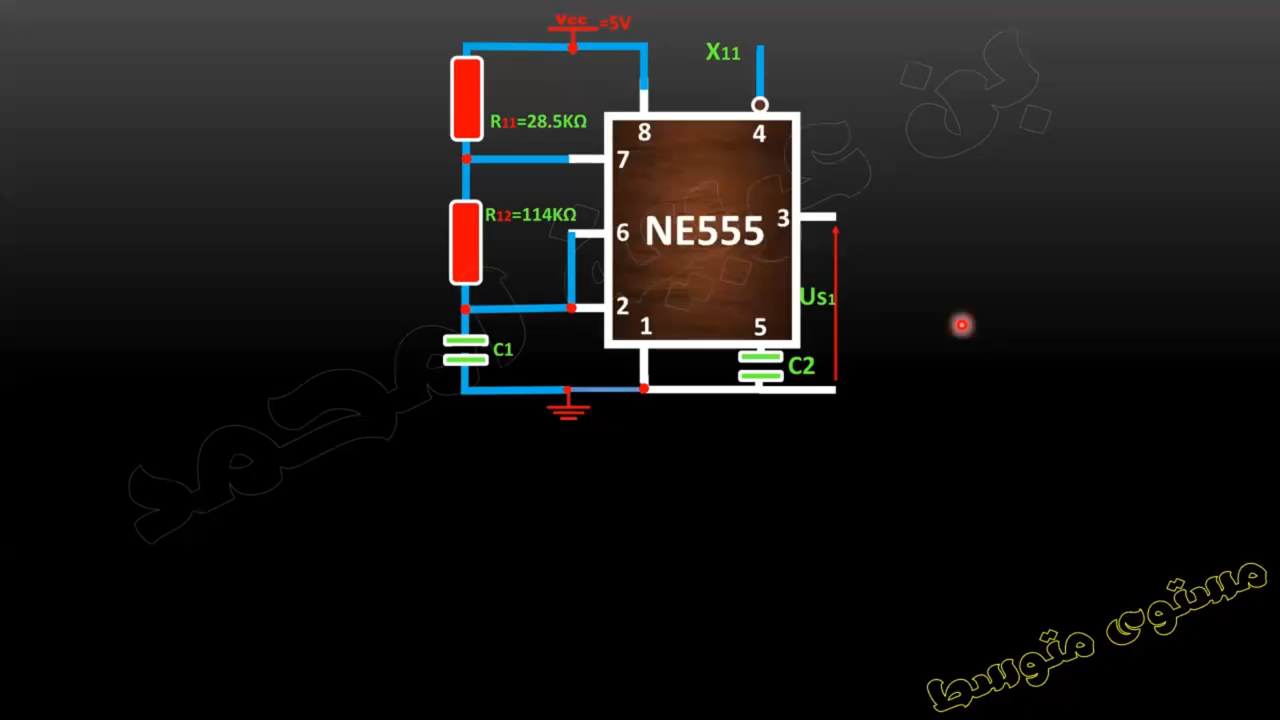 Vcc=5V
X11
R11=28.5KΩ
8
4
7
R12=114KΩ
3
6
NE555
2
US1
1
5
C1
C2
محمد
مستوى متوسط